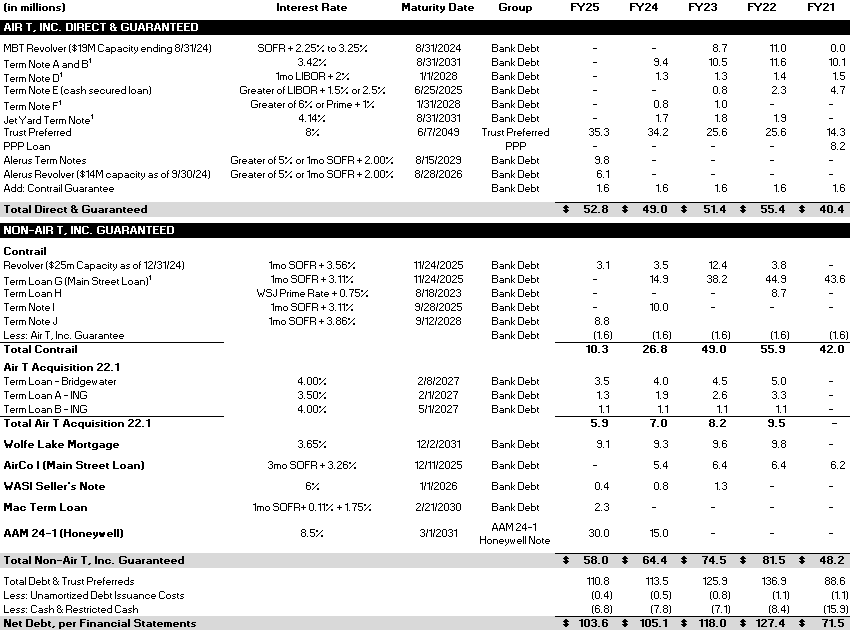 (in millions) Interest Rate Maturity Date Group FY25 FY24 FY23 FY22 FY21
AIR T, INC. DIRECT & GUARANTEED
MBT Revolver ($19M Capacity ending 8/31/24) SOFR + 2.25% to 3.25% 8/31/2024 Bank Debt - - 8.7 11.0 0.0
Term Note A and B¹ 3.42% 8/31/2031 Bank Debt - 9.4 10.5 11.6 10.1
Term Note D¹ 1mo LIBOR + 2% 1/1/2028 Bank Debt - 1.3 1.3 1.4 1.5
Term Note E (cash secured loan) Greater of LIBOR + 1.5% or 2.5% 6/25/2025 Bank Debt - - 0.8 2.3 4.7
Term Note F¹ Greater of 6% or Prime + 1% 1/31/2028 Bank Debt - 0.8 1.0 - -
Jet Yard Term Note¹ 4.14% 8/31/2031 Bank Debt - 1.7 1.8 1.9 -
Trust Preferred 8% 6/7/2049 Trust Preferred 35.3 34.2 25.6 25.6 14.3
PPP Loan PPP - - - - 8.2
Alerus Term Notes Greater of 5% or 1mo SOFR + 2.00% 8/15/2029 Bank Debt 9.8 - - - -
Alerus Revolver ($14M capacity as of 9/30/24) Greater of 5% or 1mo SOFR + 2.00% 8/28/2026 Bank Debt 6.1 - - - -
Add: Contrail Guarantee Bank Debt 1.6 1.6 1.6 1.6 1.6
Total Direct & Guaranteed $ 52.8 $ 49.0 $ 51.4 $ 55.4 $ 40.4
NON-AIR T, INC. GUARANTEED
Contrail
Revolver ($25m Capacity as of 12/31/24) 1mo SOFR + 3.56% 11/24/2025 Bank Debt 3.1 3.5 12.4 3.8 -
Term Loan G (Main Street Loan)¹ 1mo SOFR + 3.11% 11/24/2025 Bank Debt - 14.9 38.2 44.9 43.6
Term Loan H WSJ Prime Rate + 0.75% 8/18/2023 Bank Debt - - - 8.7 -
Term Note I 1mo SOFR + 3.11% 9/28/2025 Bank Debt - 10.0 - - -
Term Note J 1mo SOFR + 3.86% 9/12/2028 Bank Debt 8.8
Less: Air T, Inc. Guarantee Bank Debt (1.6) (1.6) (1.6) (1.6) (1.6)
Total Contrail 10.3 26.8 49.0 55.9 42.0
Air T Acquisition 22.1
Term Loan - Bridgewater 4.00% 2/8/2027 Bank Debt 3.5 4.0 4.5 5.0 -
Term Loan A - ING 3.50% 2/1/2027 Bank Debt 1.3 1.9 2.6 3.3 -
Term Loan B - ING 4.00% 5/1/2027 Bank Debt 1.1 1.1 1.1 1.1 -
Total Air T Acquisition 22.1 5.9 7.0 8.2 9.5 -
Wolfe Lake Mortgage 3.65% 12/2/2031 Bank Debt 9.1 9.3 9.6 9.8 -
AirCo I (Main Street Loan) 3mo SOFR + 3.26% 12/11/2025 Bank Debt - 5.4 6.4 6.4 6.2
WASI Seller's Note 6% 1/1/2026 Bank Debt 0.4 0.8 1.3 - -
Mac Term Loan 1mo SOFR+ 0.11% + 1.75% 2/21/2030 Bank Debt 2.3 - - - -
AAM 24-1 (Honeywell) 8.5% 3/1/2031 AAM 24-1 Honeywell Note 30.0 15.0 - - -
Total Non-Air T, Inc. Guaranteed $ 58.0 $ 64.4 $ 74.5 $ 81.5 $ 48.2
Total Debt & Trust Preferreds 110.8 113.5 125.9 136.9 88.6
Less: Unamortized Debt Issuance Costs (0.4) (0.5) (0.8) (1.1) (1.1)
Less: Cash & Restricted Cash (6.8) (7.8) (7.1) (8.4) (15.9)
Net Debt, per Financial Statements $ 103.6 $ 105.1 $ 118.0 $ 127.4 $ 71.5